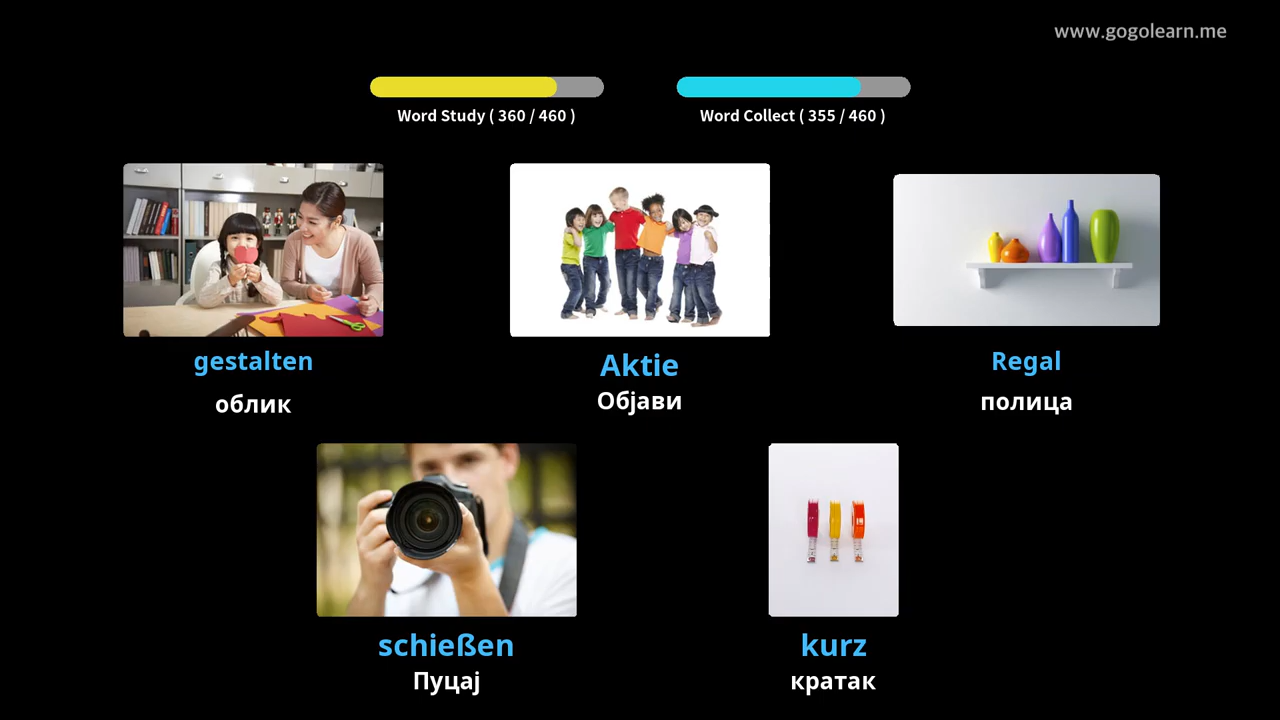 www.gogolearn.me
Word Study ( 360 / 460 )
Word Collect ( 355 / 460 )
gestalten
облик
Aktie
Објави
Regal
полица
schießen
Пуцај
kurz
кратак